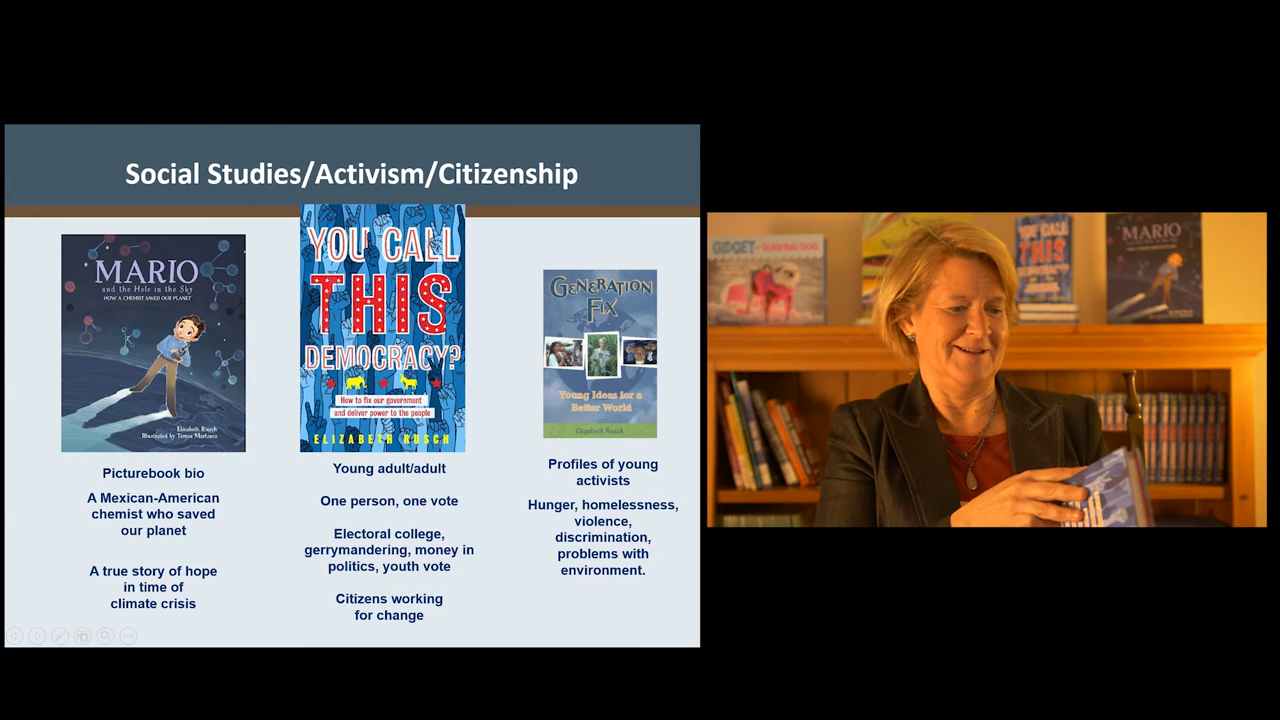 Social Studies/Activism/Citizenship
MARIO
and the Hole in the Sky
HOW A CHEMIST SAVED OUR PLANET
Elizabeth Rusch
Illustrated by Teresa Martínez
Picturebook bio
A Mexican-American
chemist who saved
our planet
A true story of hope
in time of
climate crisis
YOU CALL
THIS
DEMOCRACY?
How to fix our government
and deliver power to the people
ELIZABETH RUSCH
Young adult/adult
One person, one vote
Electoral college,
gerrymandering, money in
politics, youth vote
Citizens working
for change
GENERATION
FIX
Young Ideas for a
Better World
Elizabeth Rusch
Profiles of young
activists
Hunger, homelessness,
violence,
discrimination,
problems with
environment.
GIDGET
SURFING DOG
YOU CALL
THIS
DEMOCRACY?
MARIO